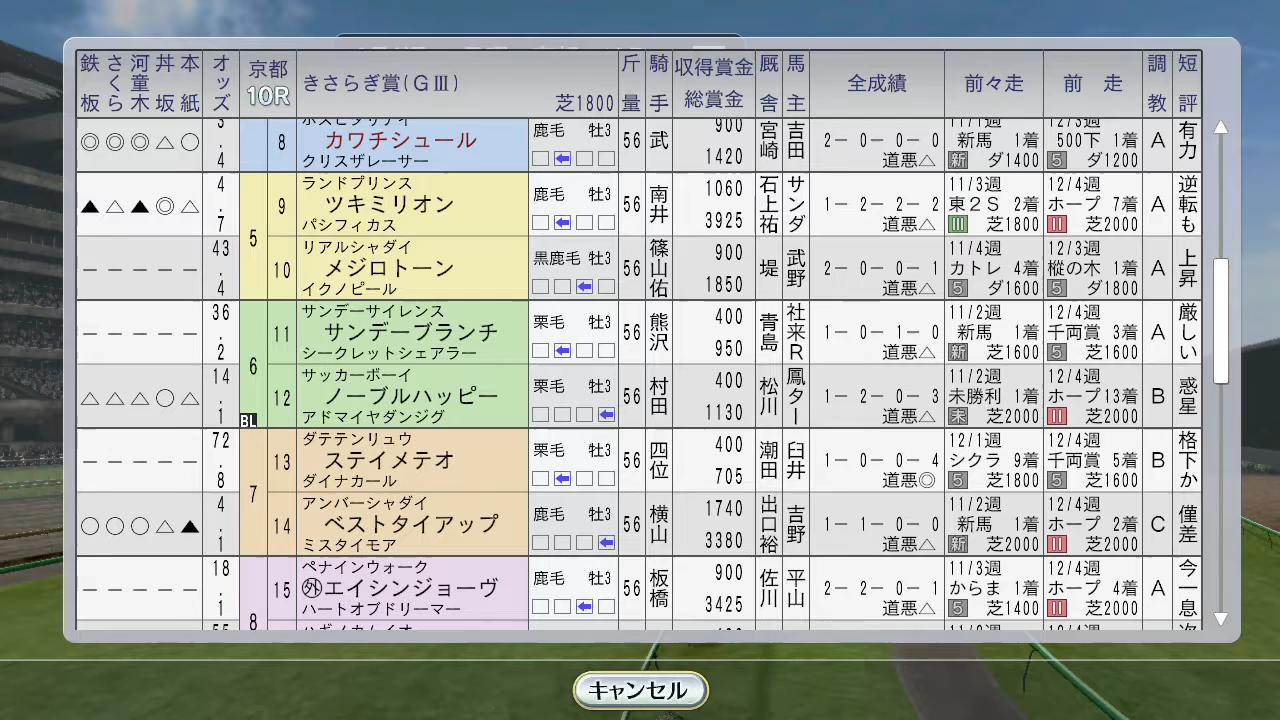 鉄板 さくら 河童木 丼坂 本紙 オッズ 京都10R きさらぎ賞(GⅢ) 芝1800 斤量 騎手 収得賞金 総賞金 厩舎 馬主 全成績 前々走 前走 調教 短評
◎◎◎△○ 3.4 8 カワチシュール クリスザレーサー 鹿毛 牡3 56 武 900 1420 宮崎 吉田 2-0-0-0 道悪△ 11/1週 新馬 1着 新 ダ1400 12/3週 500下 1着 5 ダ1200 A 有力
▲△▲◎△ 4.7 5 9 ランドプリンス ツキミリオン パシフィカス 鹿毛 牡3 56 南井 1060 3925 石上祐 サンダ 1-2-2-2 道悪△ 11/3週 東2S 2着 Ⅲ 芝1800 12/4週 ホープ 7着 Ⅱ 芝2000 A 逆転も
－－－－－ 43.4 10 リアルシャダイ メジロトーン イクノピール 黒鹿毛 牡3 56 篠山佑 900 1850 堤 武野 2-0-0-1 道悪△ 11/4週 カトレ 4着 5 ダ1600 12/3週 樅の木 1着 5 芝1800 A 上昇
－－－－－ 36.2 6 11 サンデーサイレンス サンデーブランチ シークレットシェアラー 栗毛 牡3 56 熊沢 400 950 青島 社来R 1-0-1-0 道悪△ 11/2週 新馬 1着 新 芝1600 12/4週 千両賞 3着 5 芝1600 A 厳しい
△△△○△ 14.1 BL 12 サッカーボーイ ノーブルハッピー アドマイヤダンジグ 栗毛 牡3 56 村田 400 1130 松川 鳳ター 1-2-0-3 道悪△ 11/2週 未勝利 1着 未 芝2000 12/4週 ホープ13着 Ⅱ 芝2000 B 惑星
－－－－－ 72.8 7 13 ダテテンリュウ ステイメテオ ダイナカール 栗毛 牡3 56 四位 400 705 潮田 臼井 1-0-0-4 道悪◎ 12/1週 シクラ 9着 5 芝1800 12/4週 千両賞 5着 5 芝1600 B 格下か
○○○△▲ 4.1 14 アンバーシャダイ ベストタイアップ ミスタイモア 鹿毛 牡3 56 横山 1740 3380 出口裕 吉野 1-1-0-0 道悪△ 11/2週 新馬 1着 新 芝2000 12/4週 ホープ 2着 Ⅱ 芝2000 C 僅差
－－－－－ 18.1 8 15 ペナインウォーク ㊕エイシンジョーヴ ハートオブドリーマー 鹿毛 牡3 56 板橋 900 3425 佐川 平山 2-2-0-1 道悪△ 11/3週 からま 1着 5 芝1400 12/4週 ホープ 4着 Ⅱ 芝2000 A 今一息
キャンセル